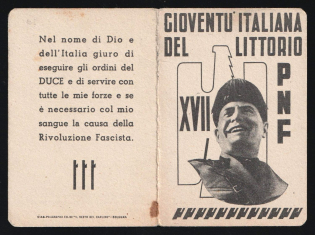 Nel nome di Dio e
dell'Italia giuro di
eseguire gli ordini del
DUCE e di servire con
tutte le mie forze e se
è necessario col mio
sangue la causa della
Rivoluzione Fascista.
GIOVENTU' ITALIANA
DEL LITTORIO
XVII
PNF